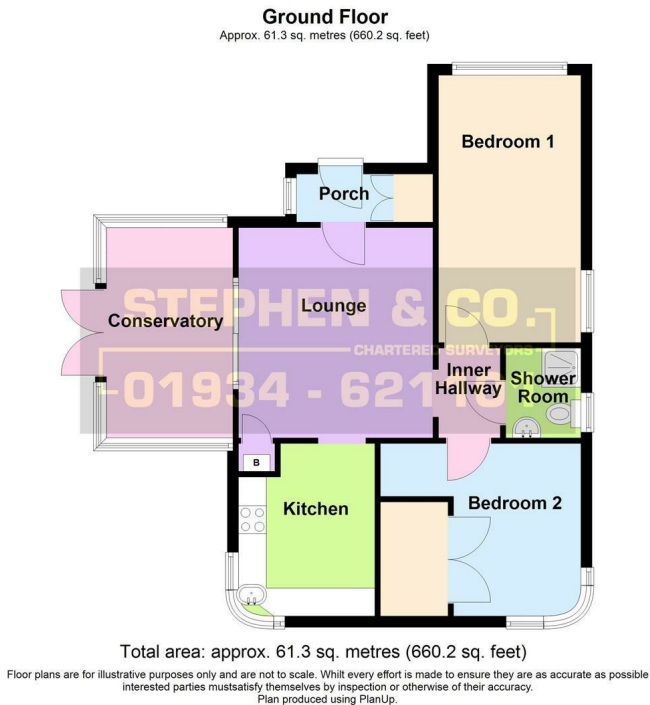 Ground Floor
Approx. 61.3 sq. metres (660.2 sq. feet)
Bedroom 1
Porch
STEPHEN & CO.
Lounge
Conservatory
CHARTERED SURVEYORS
Inner
Hallway
Shower
Room
01934 - 621101
B
Kitchen
Bedroom 2
Total area: approx. 61.3 sq. metres (660.2 sq. feet)
Floor plans are for illustrative purposes only and are not to scale. Whilt every effort is made to ensure they are as accurate as possible
interested parties mustsatisfy themselves by inspection or otherwise of their accuracy.
Plan produced using PlanUp.